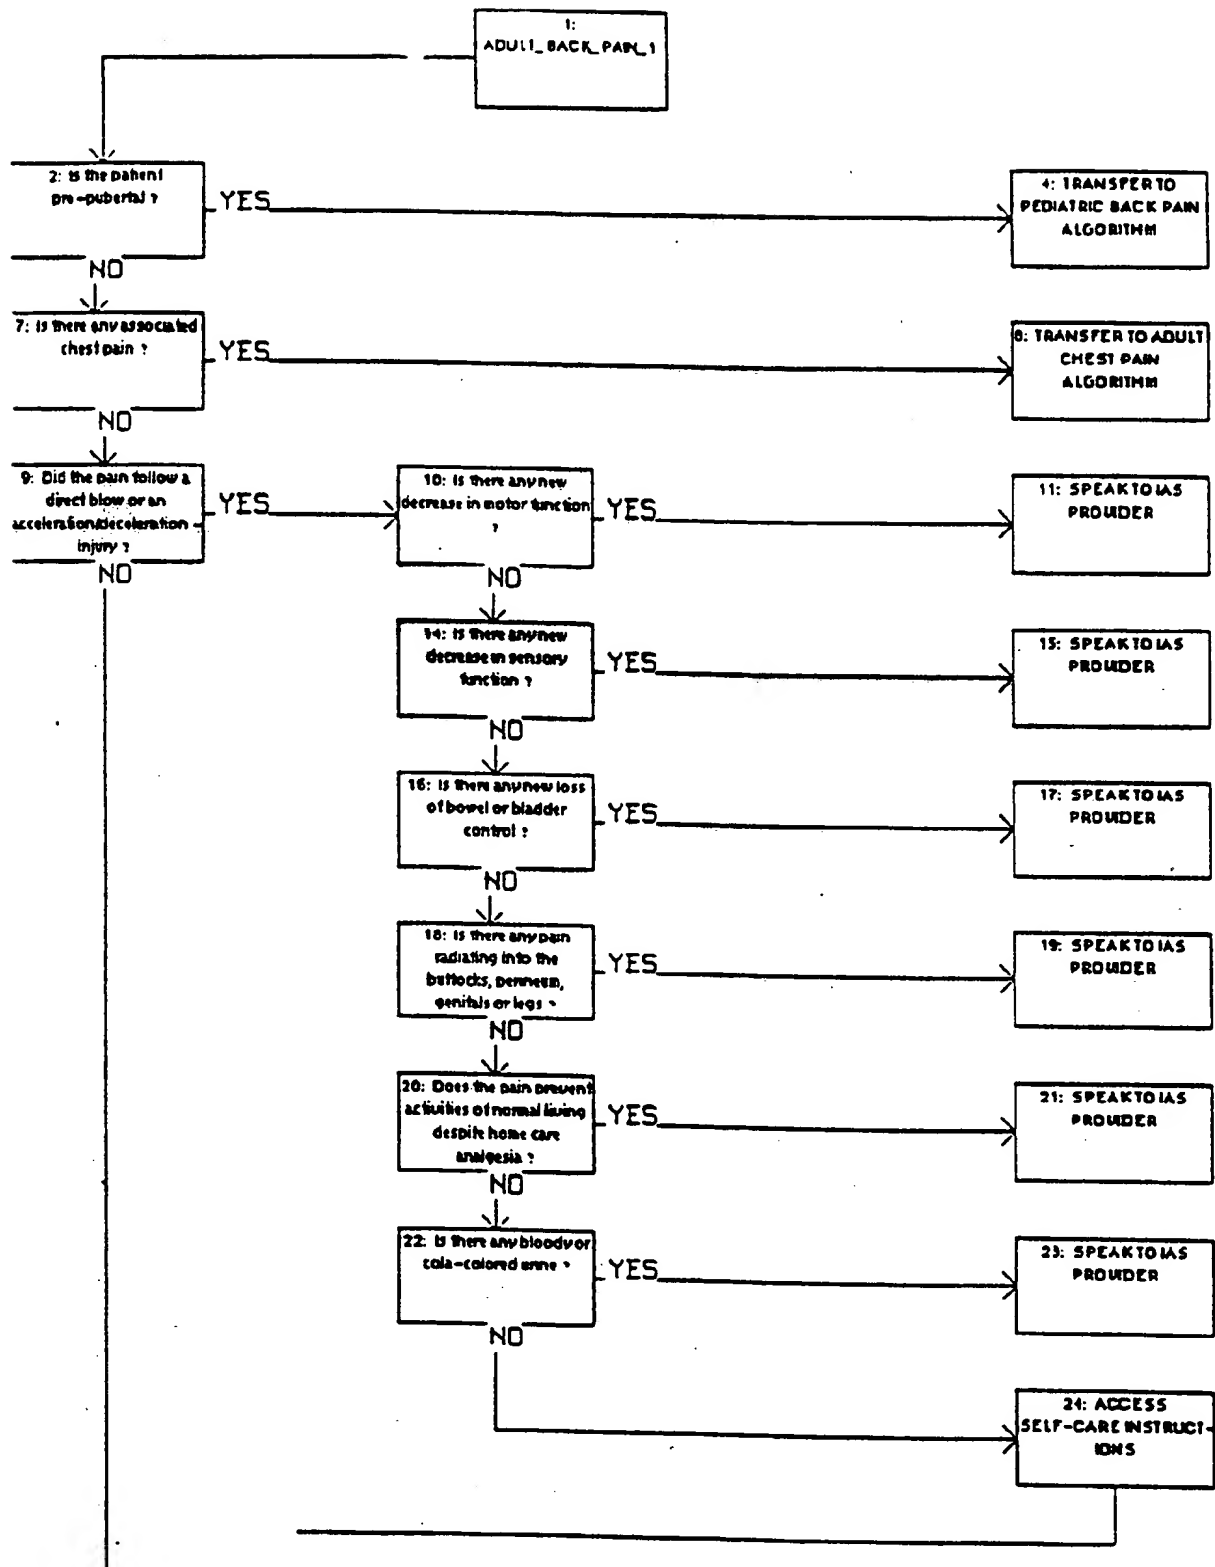 1:
ADULT_BACK_PAIN_1
2: Is the patient
pre-pubertal ?
YES
4: TRANSFER TO
PEDIATRIC BACK PAIN
ALGORITHM
NO
7: Is there any associated
chest pain ?
YES
8: TRANSFER TO ADULT
CHEST PAIN
ALGORITHM
NO
9: Did the pain follow a
direct blow or an
acceleration/deceleration
injury ?
YES
10: Is there any new
decrease in motor function
?
YES
11: SPEAK TO IAS
PROVIDER
NO
NO
14: Is there any new
decrease in sensory
function ?
YES
15: SPEAK TO IAS
PROVIDER
NO
16: Is there any new loss
of bowel or bladder
control ?
YES
17: SPEAK TO IAS
PROVIDER
NO
18: Is there any pain
radiating into the
buttocks, perineum,
genitals or legs ?
YES
19: SPEAK TO IAS
PROVIDER
NO
20: Does the pain prevent
activities of normal living
despite home care
analgesia ?
YES
21: SPEAK TO IAS
PROVIDER
NO
22: Is there any bloody or
cola-colored urine ?
YES
23: SPEAK TO IAS
PROVIDER
NO
24: ACCESS
SELF-CARE INSTRUCT-
IONS